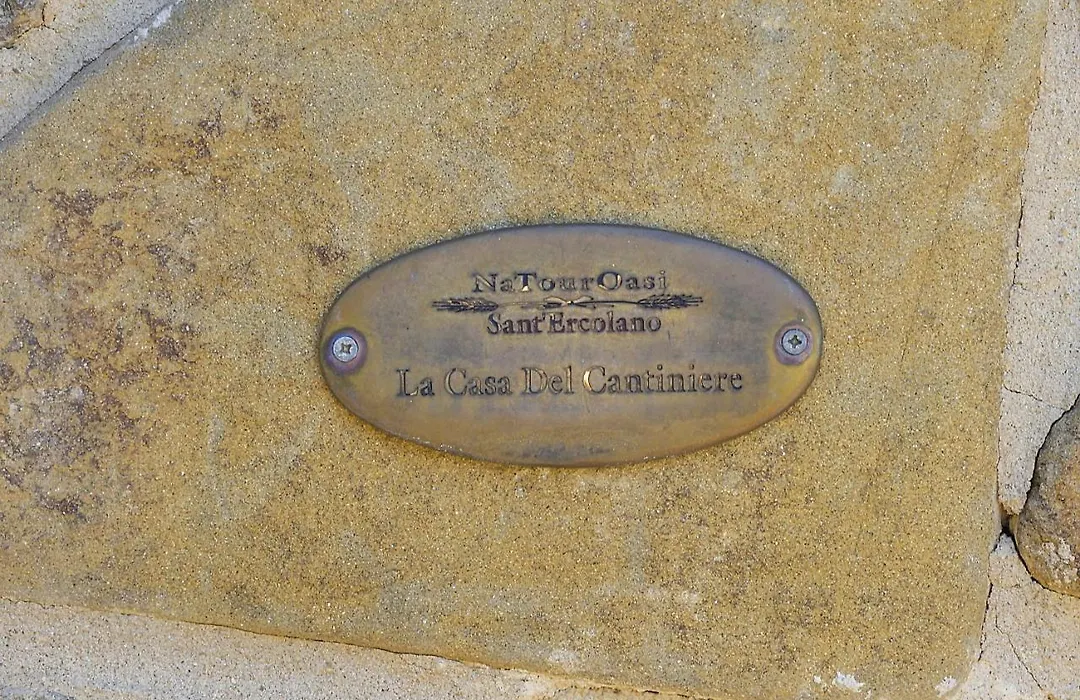 NaTourOasi
Sant'Ercolano
La Casa Del Cantiniere